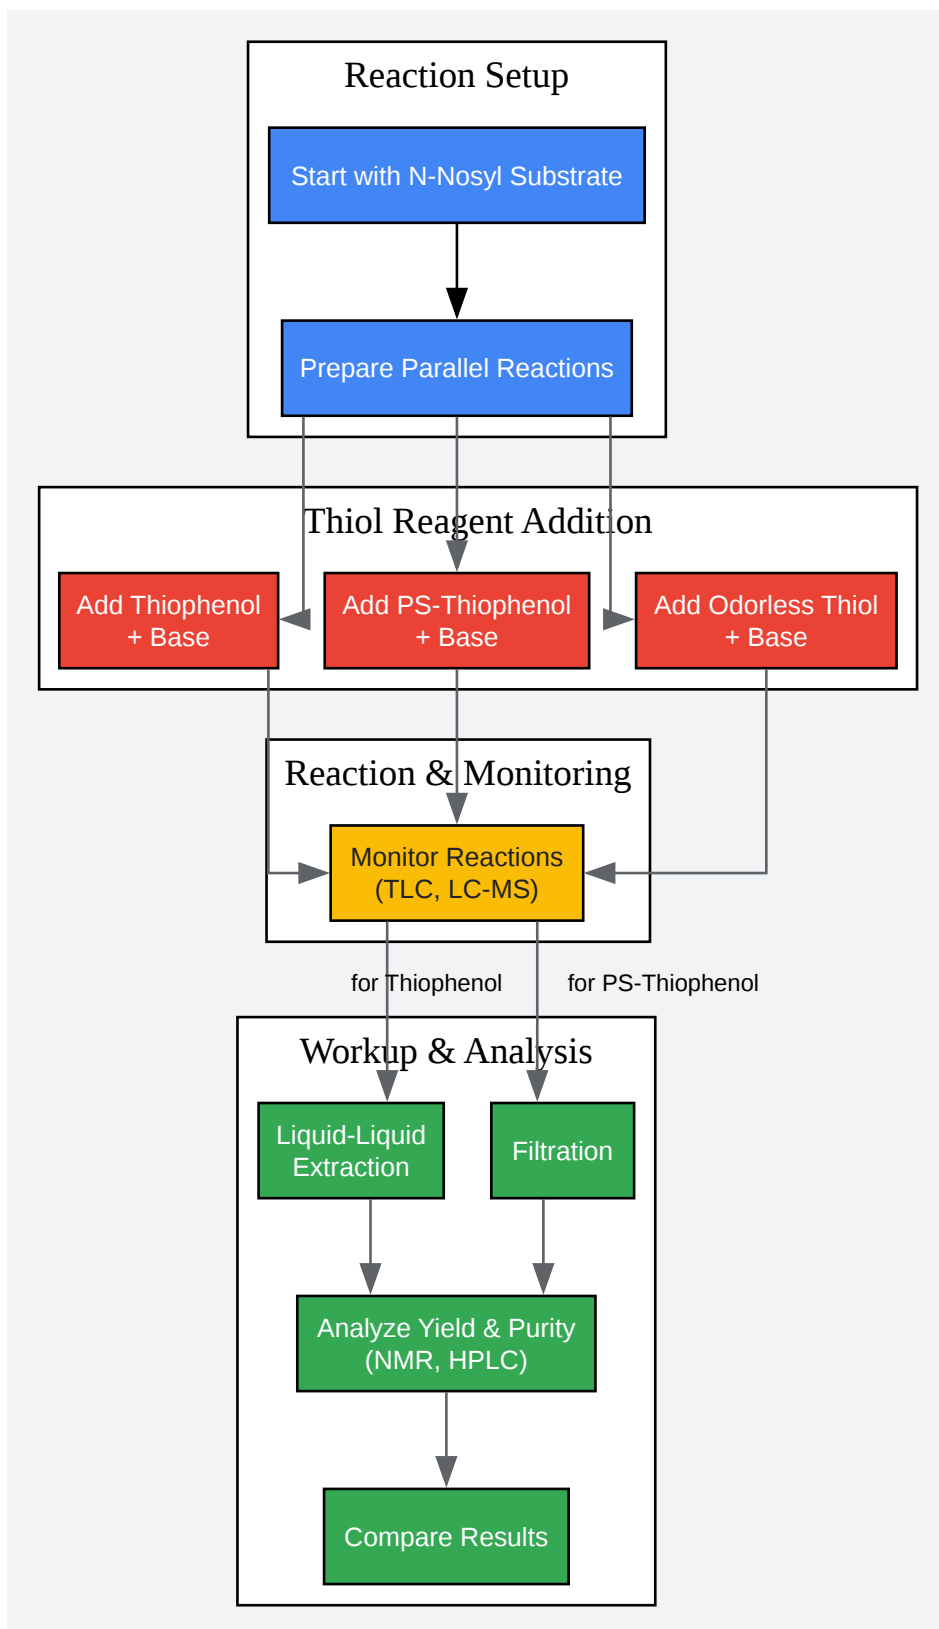 Reaction Setup
Start with N-Nosyl Substrate
Prepare Parallel Reactions
Thiol Reagent Addition
Add Thiophenol
+ Base
Add PS-Thiophenol
+ Base
Add Odorless Thiol
+ Base
Reaction & Monitoring
Monitor Reactions
(TLC, LC-MS)
for Thiophenol
for PS-Thiophenol
Workup & Analysis
Liquid-Liquid
Extraction
Filtration
Analyze Yield & Purity
(NMR, HPLC)
Compare Results